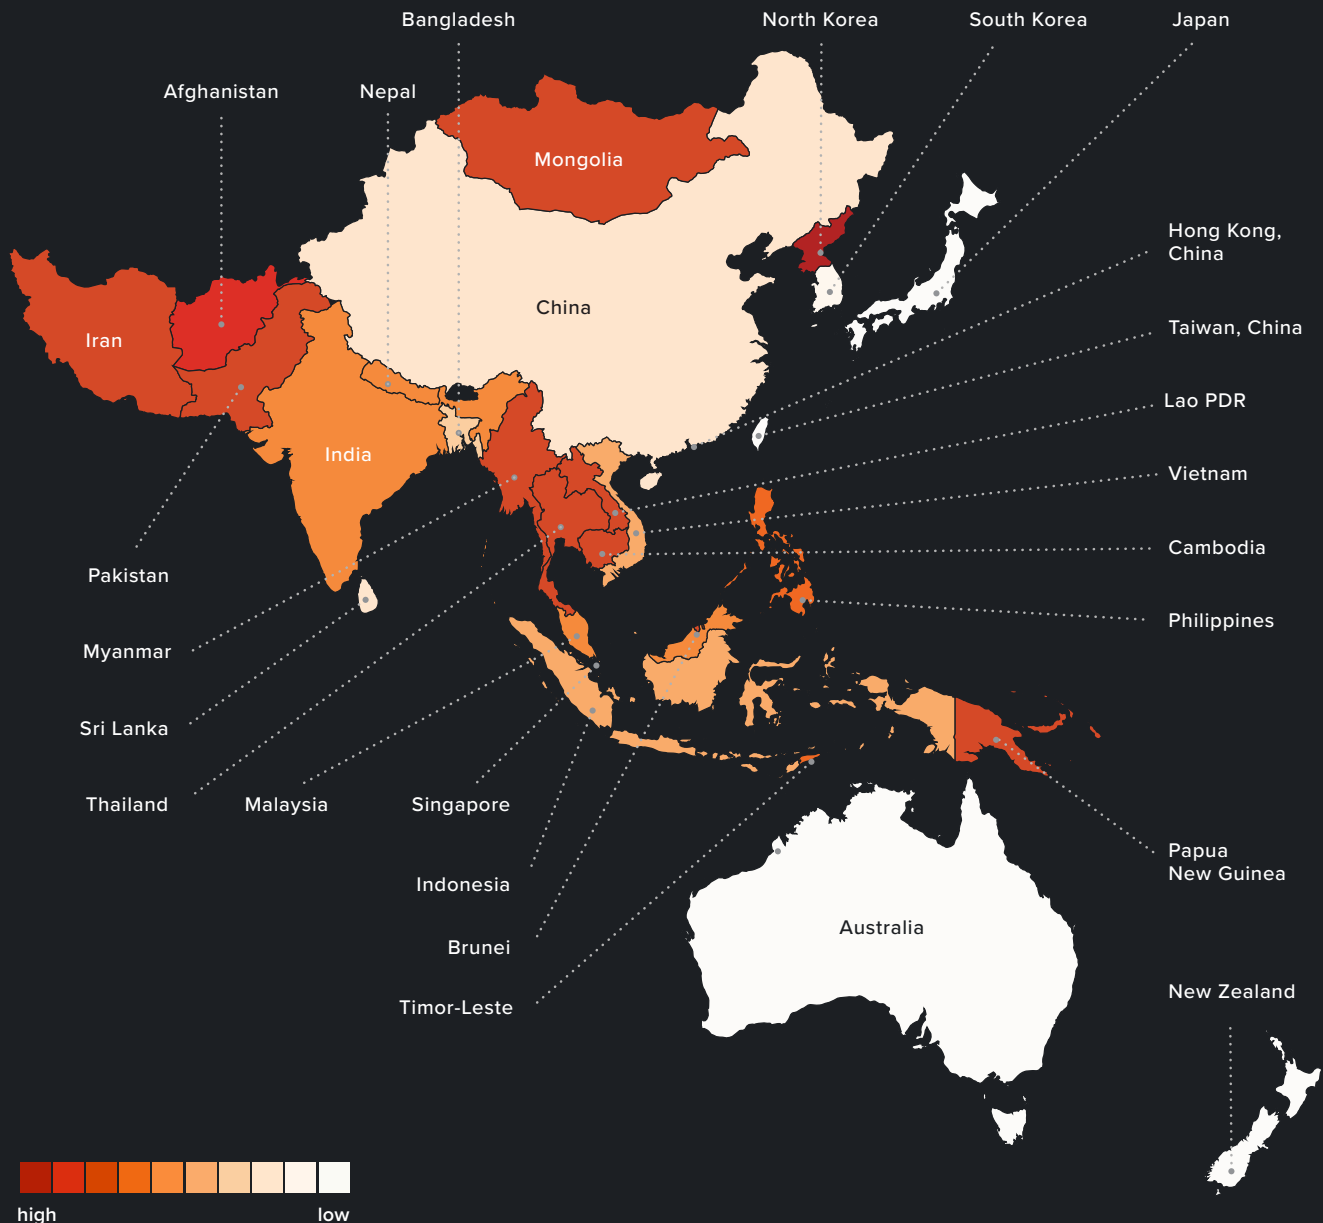 Bangladesh
North Korea
South Korea
Japan
Afghanistan
Nepal
Mongolia
Hong Kong,
China
China
Taiwan, China
Iran
Lao PDR
India
Vietnam
Cambodia
Pakistan
Philippines
Myanmar
Sri Lanka
Thailand
Malaysia
Singapore
Papua
New Guinea
Indonesia
Australia
Brunei
New Zealand
Timor-Leste
high
low